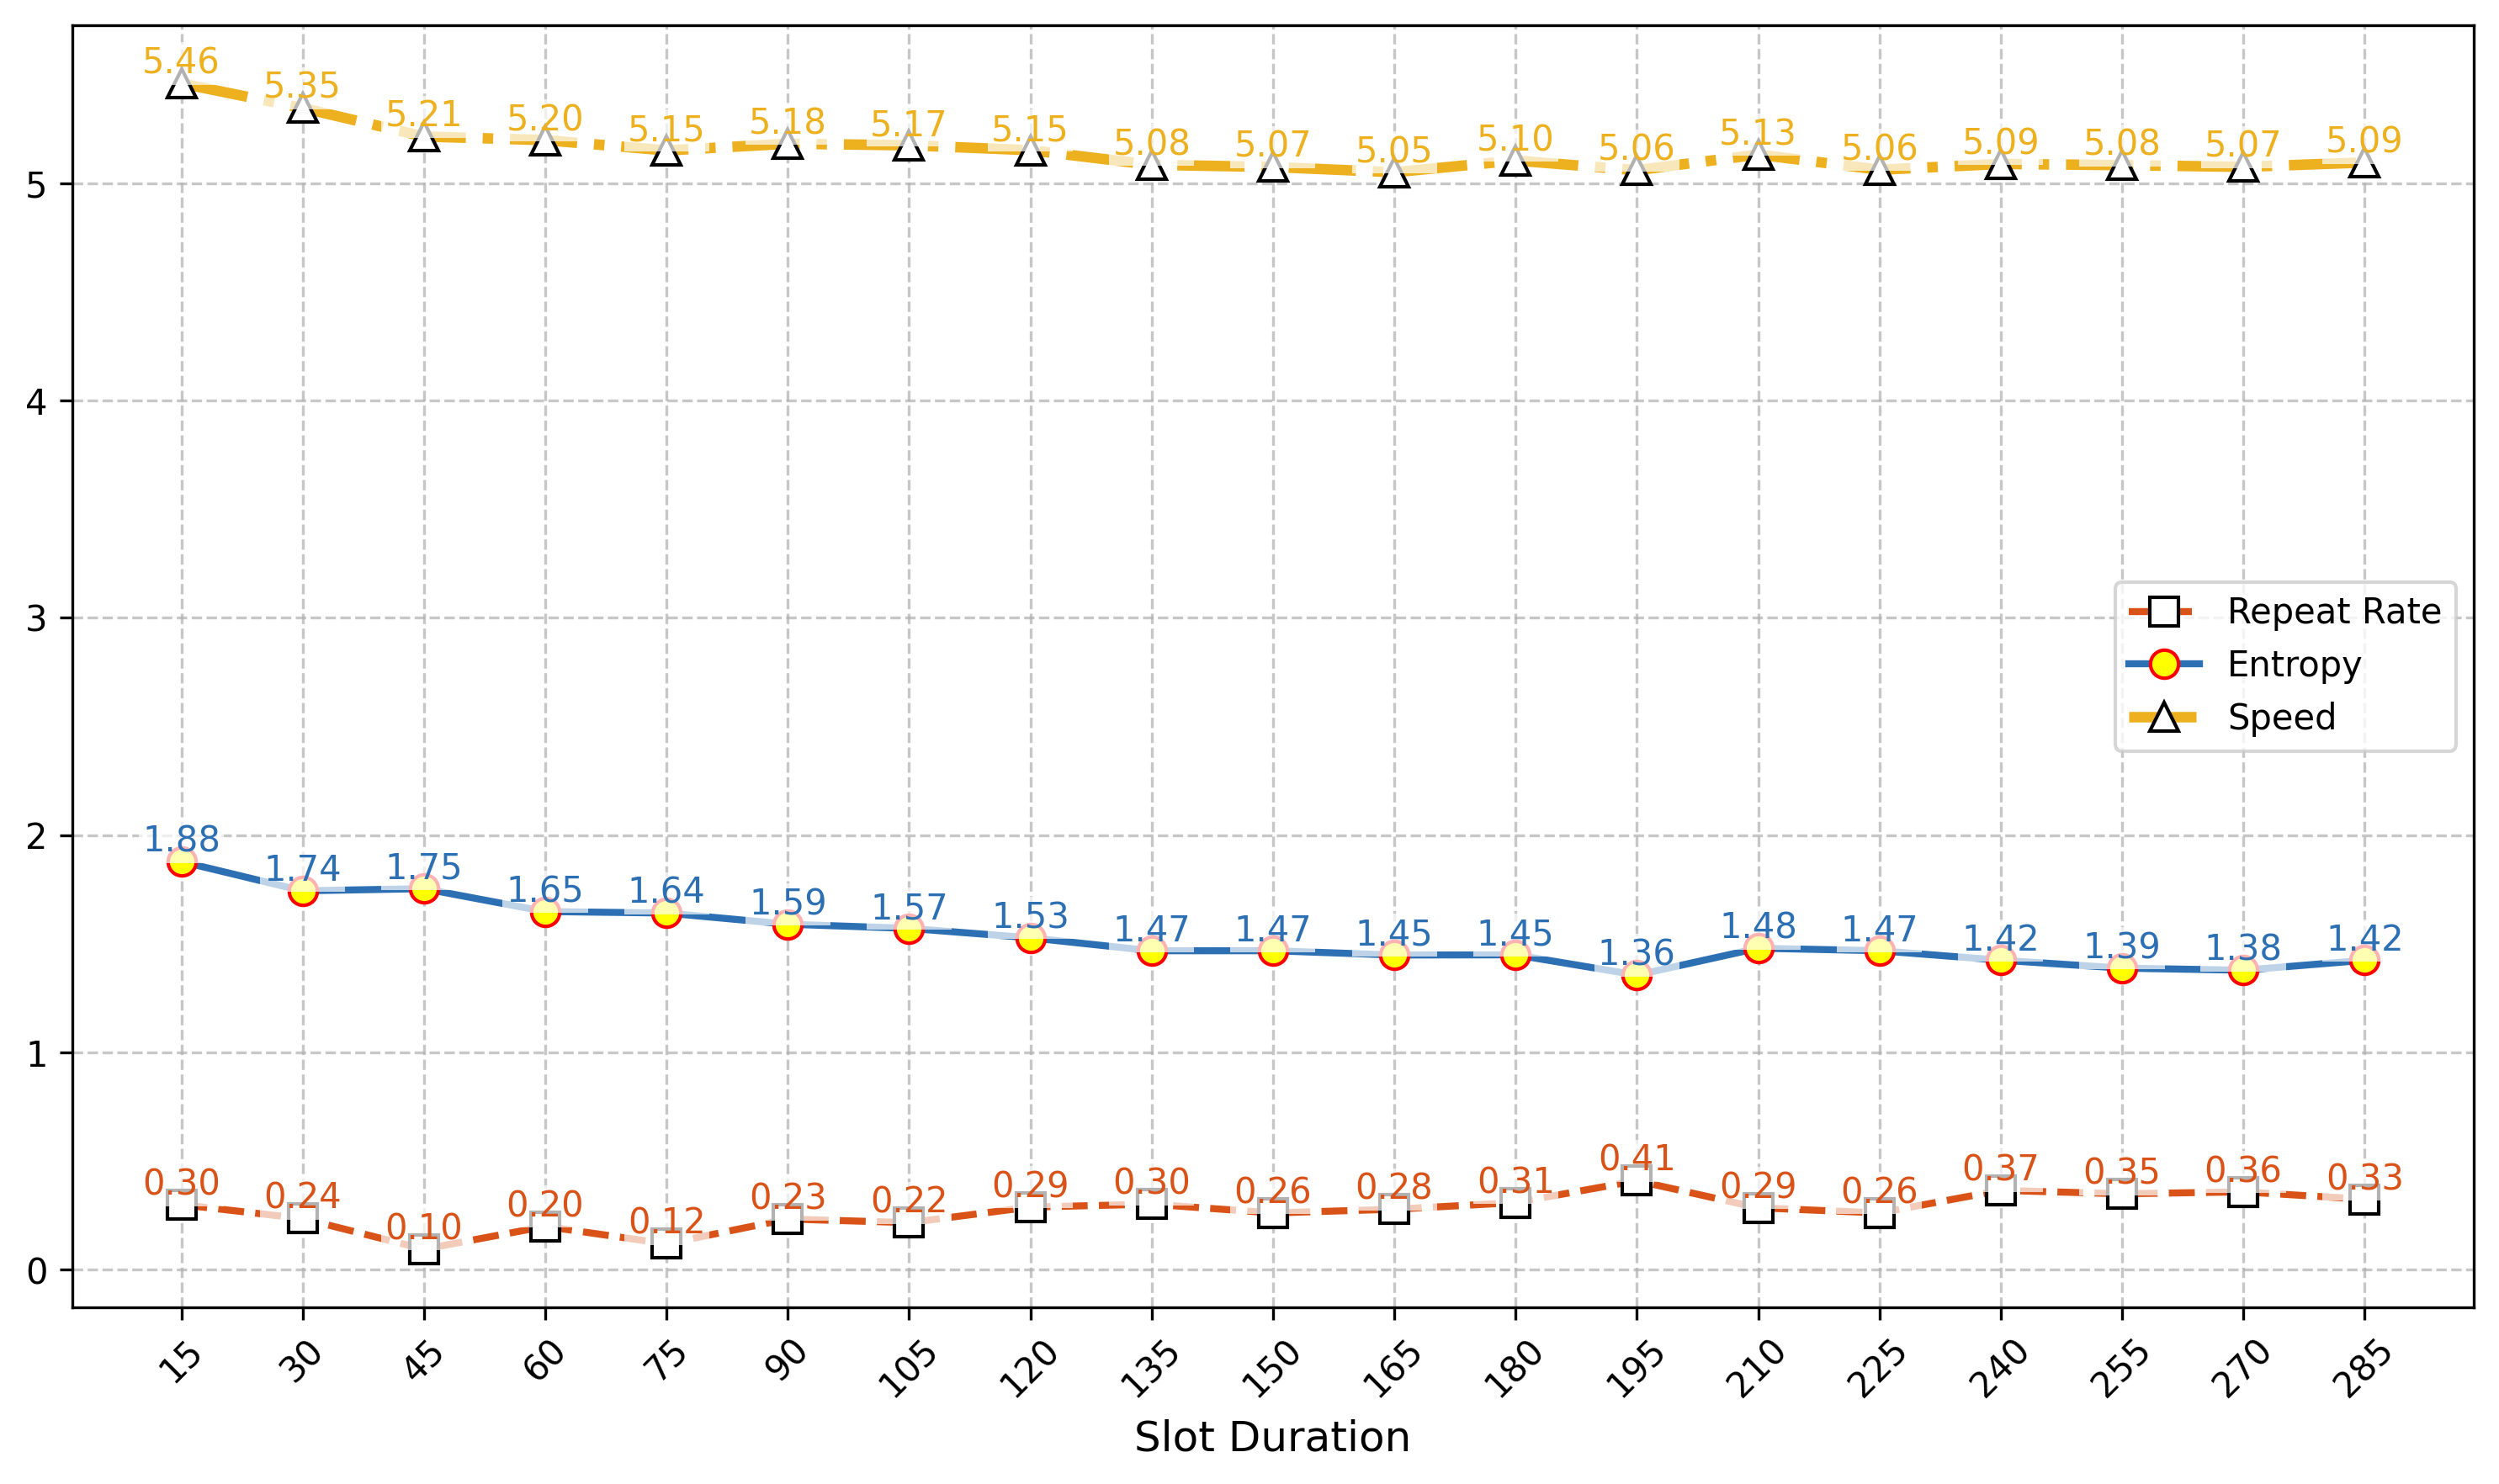 5.46 5.35 5.21 5.20 5.15 5.18 5.17 5.15 5.08 5.07 5.05 5.10 5.06 5.13 5.06 5.09 5.08 5.07 5.09
5
4
3
Repeat Rate
Entropy
Speed
2
1.88 1.74 1.75 1.65 1.64 1.59 1.57 1.53 1.47 1.47 1.45 1.45 1.36 1.48 1.47 1.42 1.39 1.38 1.42
1
0.30 0.24 0.10 0.20 0.12 0.23 0.22 0.29 0.30 0.26 0.28 0.31 0.41 0.29 0.26 0.37 0.35 0.36 0.33
0
15 30 45 60 75 90 105 120 135 150 165 180 195 210 225 240 255 270 285
Slot Duration